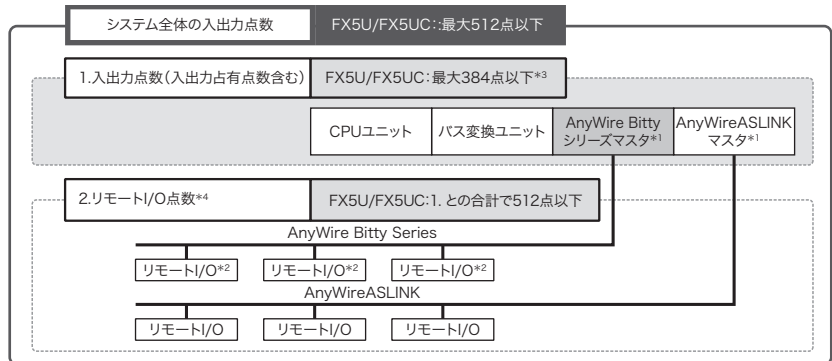 システム全体の入出力点数
FX5U/FX5UC::最大512点以下
1.入出力点数(入出力占有点数含む)
FX5U/FX5UC:最大384点以下*3
CPUユニット
バス変換ユニット
AnyWire Bitty
シリーズマスタ*1
AnyWireASLINK
マスタ*1
2.リモートI/O点数*4
FX5U/FX5UC:1. との合計で512点以下
AnyWire Bitty Series
リモートI/O*2
リモートI/O*2
リモートI/O*2
AnyWireASLINK
リモートI/O
リモートI/O
リモートI/O